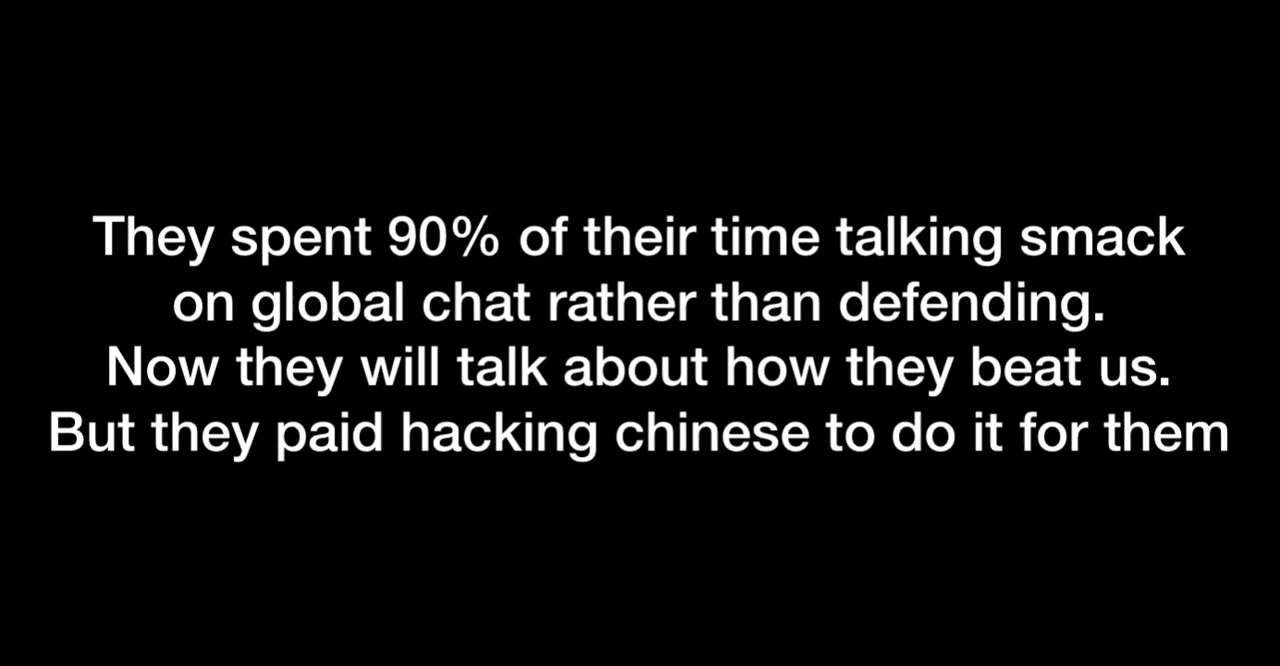 They spent 90% of their time talking smack
on global chat rather than defending.
Now they will talk about how they beat us.
But they paid hacking chinese to do it for them